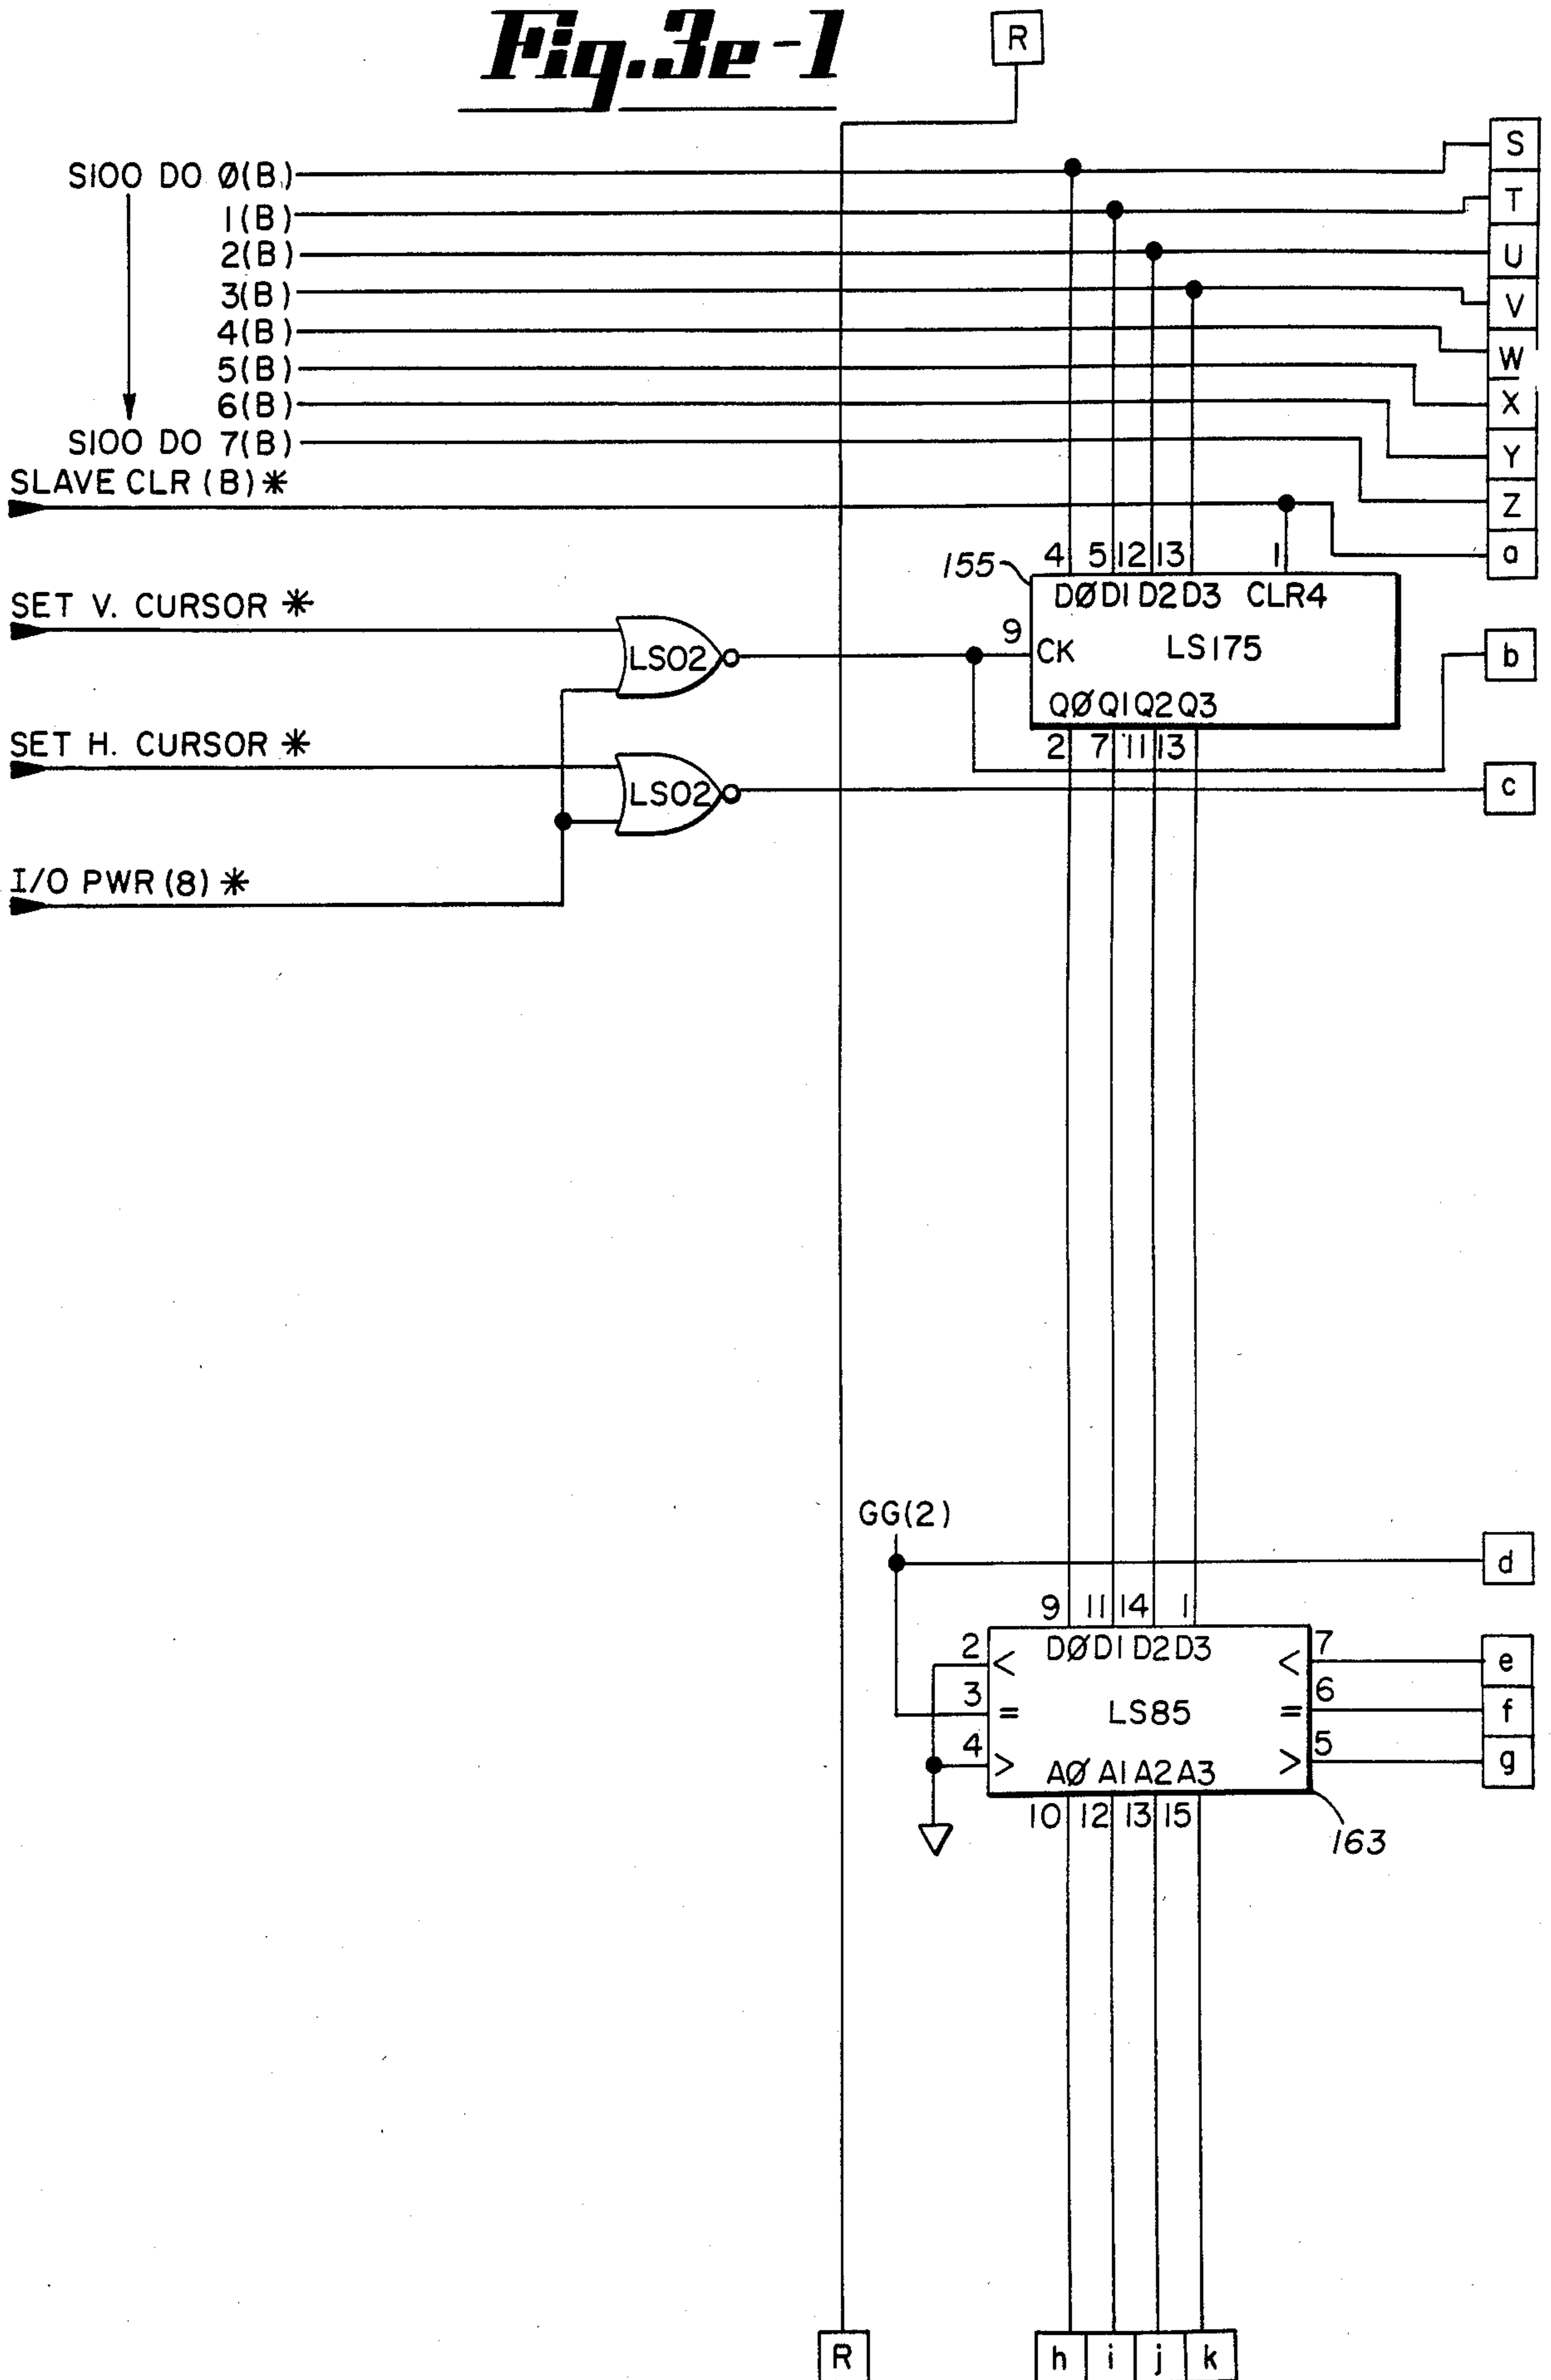 Fig. 3e-1
R
S100 DO Ø(B)
S
1(B)
T
2(B)
U
3(B)
V
4(B)
W
5(B)
X
6(B)
Y
S100 DO 7(B)
Z
SLAVE CLR (B) *
a
155
4 5 12 13 1
DØ D1 D2 D3 CLR4
SET V. CURSOR *
9
CK LS175
LS02
b
QØ Q1 Q2 Q3
2 7 11 13
SET H. CURSOR *
LS02
c
I/O PWR (8) *
GG(2)
d
9 11 14 1
DØ D1 D2 D3
2 < < 7
e
3 = LS85 = 6
f
4 > > 5
g
AØ A1 A2 A3
10 12 13 15
163
R
h i j k